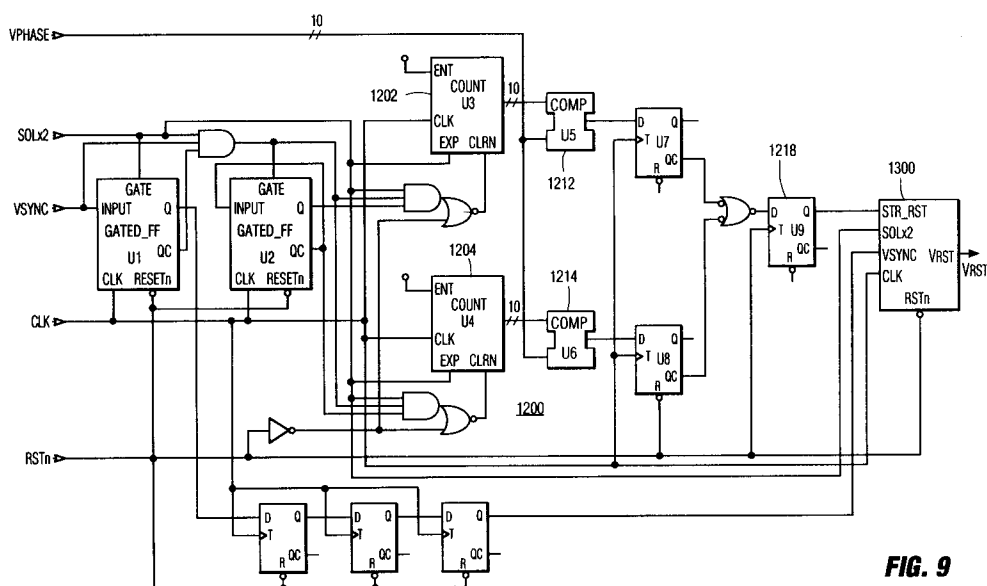 10
VPHASE
ENT
COUNT
U3
1202
CLK
EXP CLRN
10
COMP
U5
1212
D Q
T U7
QC
R
1218
D Q
T U9
QC
R
1300
STR_RST
SOLx2
VSYNC
CLK
VRST
RSTn
VRST
SOLx2
VSYNC
GATE
INPUT Q
GATED_FF
QC
U1
CLK RESETn
GATE
INPUT Q
GATED_FF
QC
U2
CLK RESETn
1204
ENT
COUNT
U4
CLK
EXP CLRN
10
1214
COMP
U6
D Q
T U8
QC
R
CLK
1200
RSTn
D Q
T
QC
R
D Q
T
QC
R
D Q
T
QC
R
FIG. 9